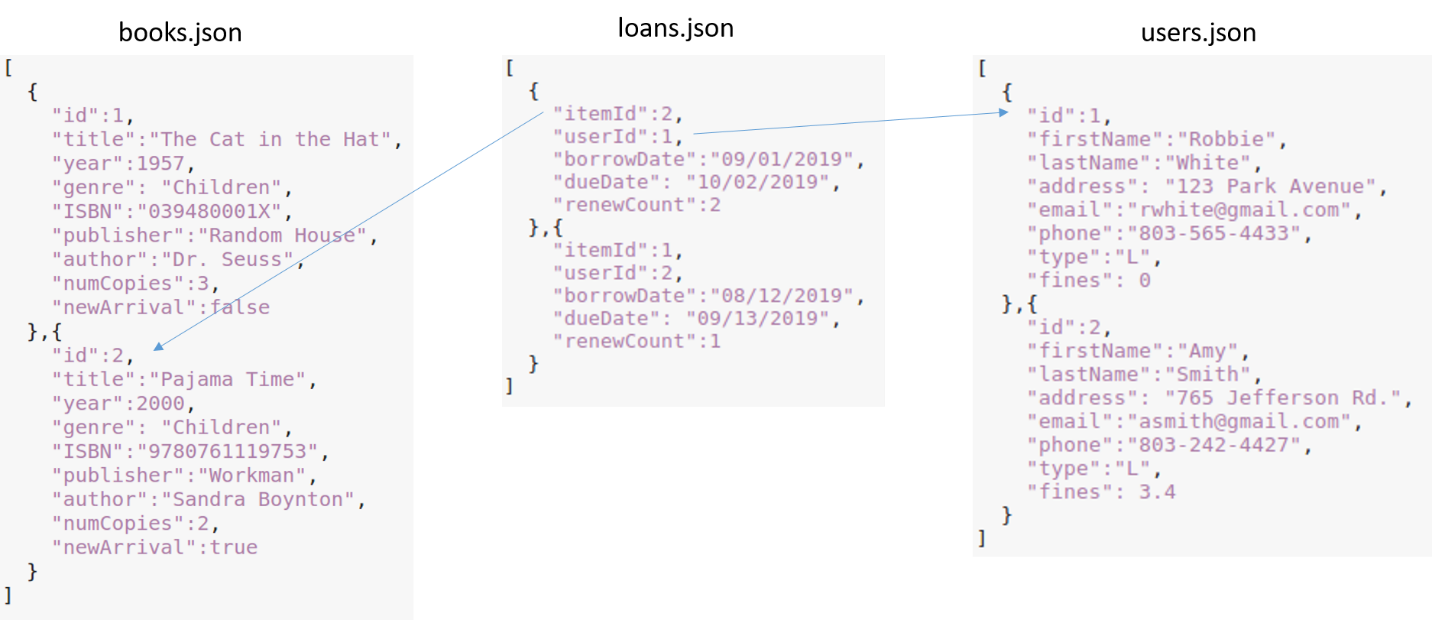 books.json
[
  {
    "id":1,
    "title":"The Cat in the Hat",
    "year":1957,
    "genre": "Children",
    "ISBN":"039480001X",
    "publisher":"Random House",
    "author":"Dr. Seuss",
    "numCopies":3,
    "newArrival":false
  },{
    "id":2,
    "title":"Pajama Time",
    "year":2000,
    "genre": "Children",
    "ISBN":"9780761119753",
    "publisher":"Workman",
    "author":"Sandra Boynton",
    "numCopies":2,
    "newArrival":true
  }
]
loans.json
[
  {
    "itemId":2,
    "userId":1,
    "borrowDate":"09/01/2019",
    "dueDate": "10/02/2019",
    "renewCount":2
  },{
    "itemId":1,
    "userId":2,
    "borrowDate":"08/12/2019",
    "dueDate": "09/13/2019",
    "renewCount":1
  }
]
users.json
[
  {
    "id":1,
    "firstName":"Robbie",
    "lastName":"White",
    "address": "123 Park Avenue",
    "email":"rwhite@gmail.com",
    "phone":"803-565-4433",
    "type":"L",
    "fines": 0
  },{
    "id":2,
    "firstName":"Amy",
    "lastName":"Smith",
    "address": "765 Jefferson Rd.",
    "email":"asmith@gmail.com",
    "phone":"803-242-4427",
    "type":"L",
    "fines": 3.4
  }
]